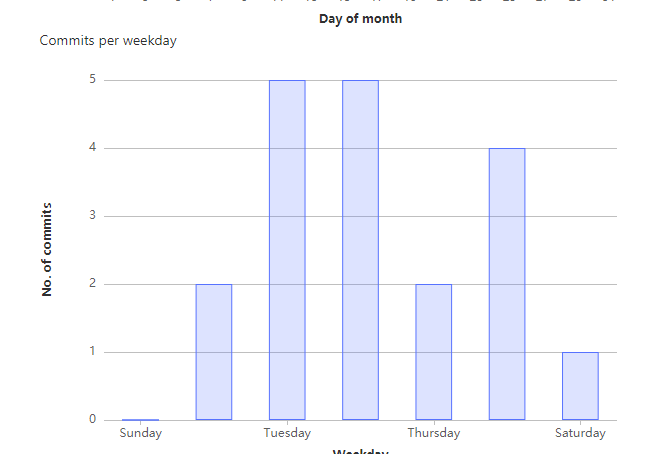 Day of month
Commits per weekday
5
4
3
2
1
0
No. of commits
Sunday Tuesday Thursday Saturday
Weekday